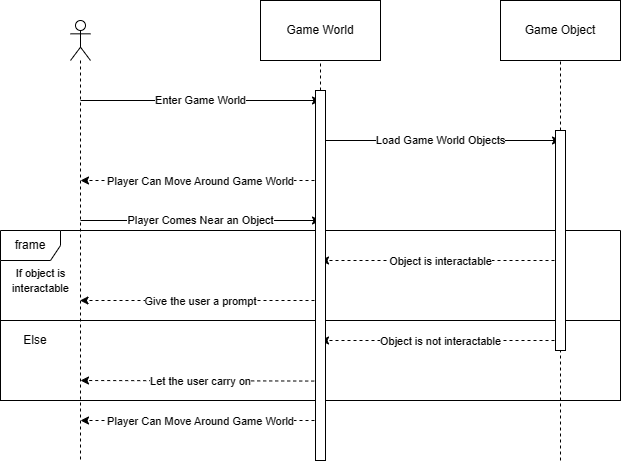 Game World
Game Object
Enter Game World
Load Game World Objects
Player Can Move Around Game World
Player Comes Near an Object
frame
If object is
interactable
Object is interactable
Give the user a prompt
Else
Object is not interactable
Let the user carry on
Player Can Move Around Game World